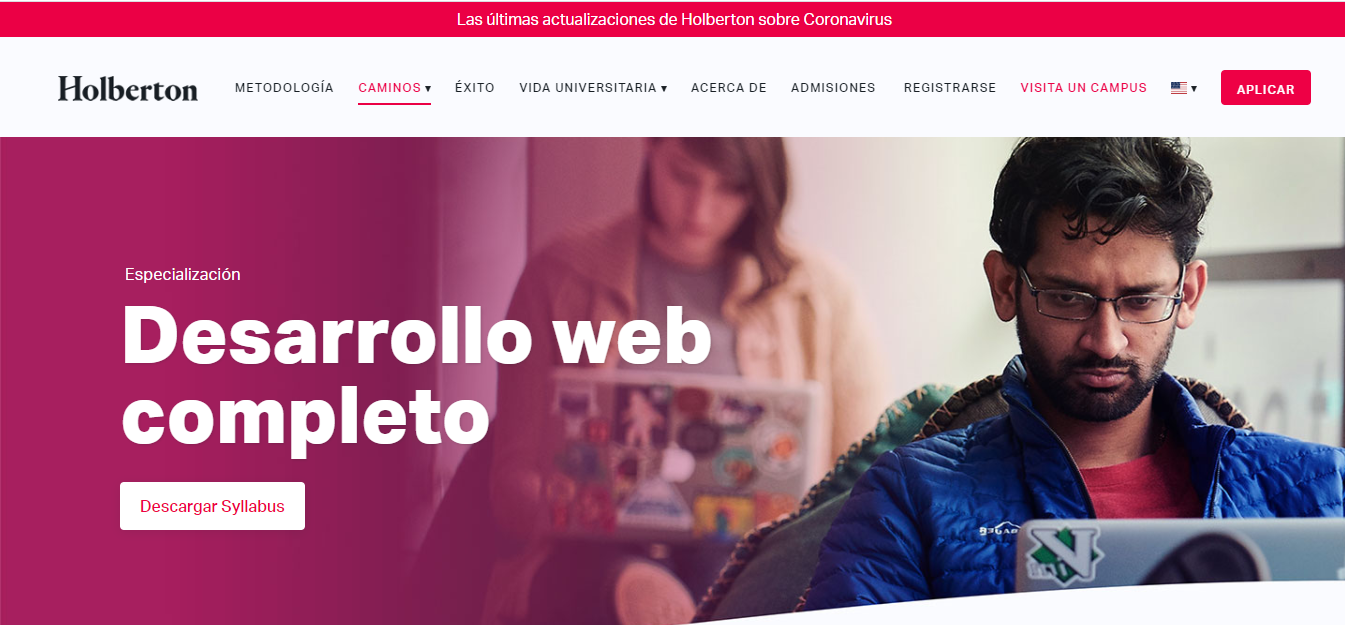 Las últimas actualizaciones de Holberton sobre Coronavirus
Holberton METODOLOGÍA CAMINOS ▾ ÉXITO VIDA UNIVERSITARIA ▾ ACERCA DE ADMISIONES REGISTRARSE VISITA UN CAMPUS ▾ APLICAR
Especialización
Desarrollo web
completo
Descargar Syllabus